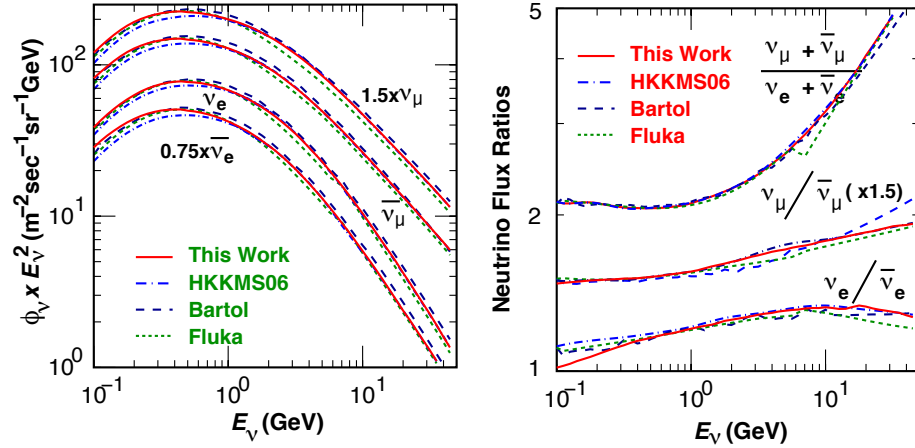 ϕν x Eν² (m⁻²sec⁻¹sr⁻¹GeV)
10²
10¹
10⁰
1.5xνμ
νe
0.75xν̅e
ν̅μ
This Work
HKKMS06
Bartol
Fluka
10⁻¹ 10⁰ 10¹
Eν (GeV)
Neutrino Flux Ratios
5
2
1
This Work
HKKMS06
Bartol
Fluka
νμ + ν̅μ
νe + ν̅e
νμ/ν̅μ (x1.5)
νe/ν̅e
10⁻¹ 10⁰ 10¹
Eν (GeV)